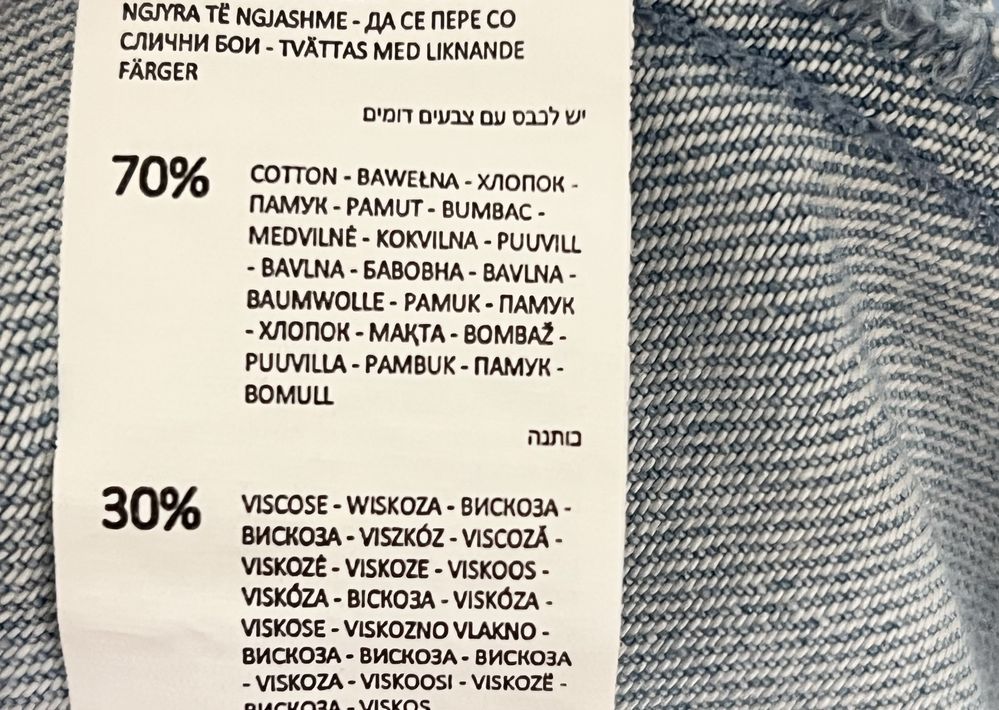 NGJYRA TË NGJASHME - ДА СЕ ПЕРЕ СО
СЛИЧНИ БОИ - TVÄTTAS MED LIKNANDE
FÄRGER
יש לכבס עם צבעים דומים
70%
COTTON - BAWEŁNA - ХЛОПОК -
ПАМУК - PAMUT - BUMBAC -
MEDVILNĖ - KOKVILNA - PUUVILL
- BAVLNA - БАВОВНА - BAVLNA -
BAUMWOLLE - PAMUK - ПАМУК
- ХЛОПОК - МАҚТА - BOMBAŽ -
PUUVILLA - PAMBUK - ПАМУК -
BOMULL
כותנה
30%
VISCOSE - WISKOZA - ВИСКОЗА -
ВИСКОЗА - VISZKÓZ - VISCOZĂ -
VISKOZĖ - VISKOZE - VISKOOS -
VISKÓZA - ВІСКОЗА - VISKÓZA -
VISKOSE - VISKOZNO VLAKNO -
ВИСКОЗА - ВИСКОЗА - ВИСКОЗА
- VISKOZA - VISKOOSI - VISKOZË -
ВИСКОЗА - VISKOS